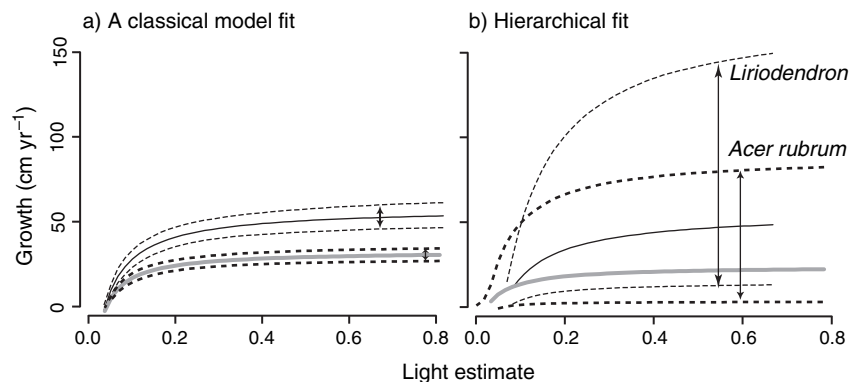 a) A classical model fit
b) Hierarchical fit
Growth (cm yr⁻¹)
150
100
50
0
Liriodendron
Acer rubrum
0.0 0.2 0.4 0.6 0.8
0.0 0.2 0.4 0.6 0.8
Light estimate